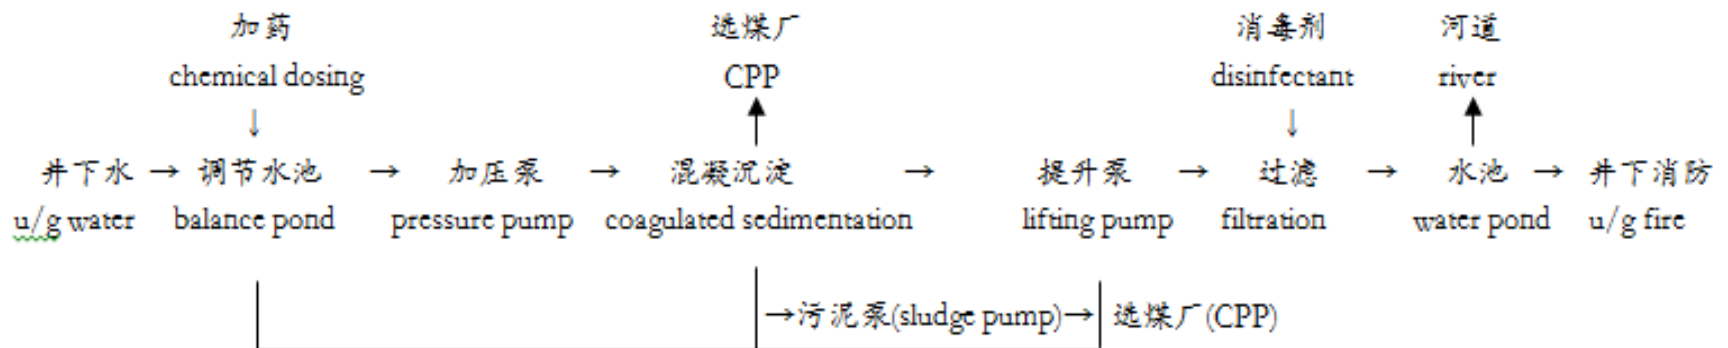 加药 选煤厂 消毒剂 河道
chemical dosing CPP disinfectant river
↓ ↑ ↓ ↑
井下水 → 调节水池 → 加压泵 → 混凝沉淀 → 提升泵 → 过滤 → 水池 → 井下消防
u/g water balance pond pressure pump coagulated sedimentation lifting pump filtration water pond u/g fire
→污泥泵(sludge pump)→ 选煤厂(CPP)